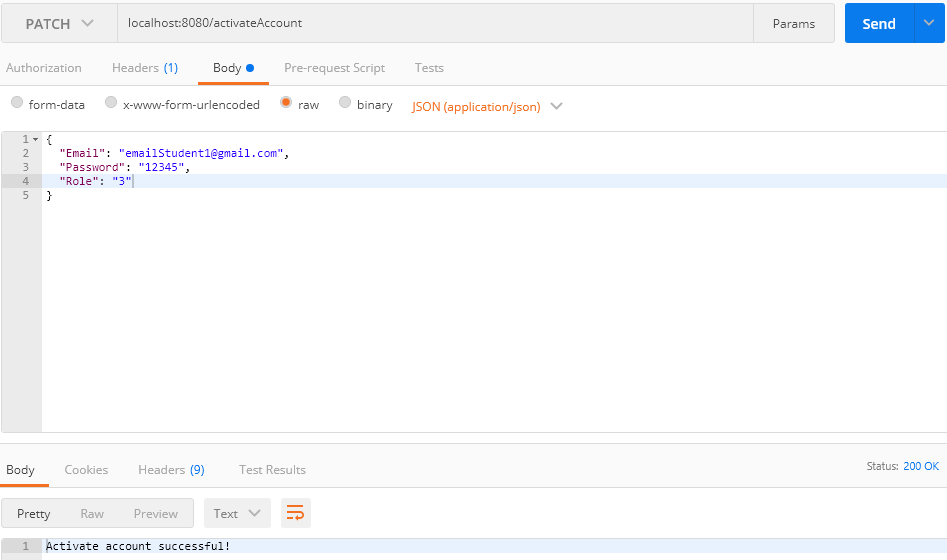 PATCH localhost:8080/activateAccount Params Send
Authorization Headers (1) Body Pre-request Script Tests
form-data x-www-form-urlencoded raw binary JSON (application/json)
1 {
2 "Email": "emailStudent1@gmail.com",
3 "Password": "12345",
4 "Role": "3"
5 }
Body Cookies Headers (9) Test Results Status: 200 OK
Pretty Raw Preview Text
1 Activate account successful!